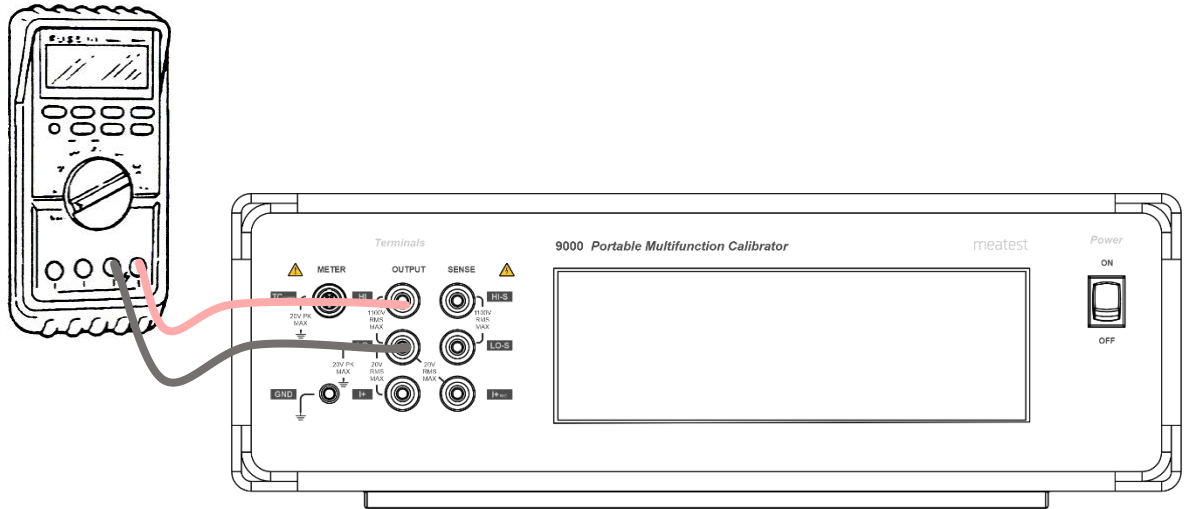 Terminals
9000 Portable Multifunction Calibrator
meatest
Power
METER
OUTPUT
SENSE
ON
HI
HI-S
20V PK
MAX
1100V
RMS
MAX
1100V
RMS
MAX
OFF
LO-S
20V PK
MAX
20V
RMS
MAX
20V
RMS
MAX
GND
I+